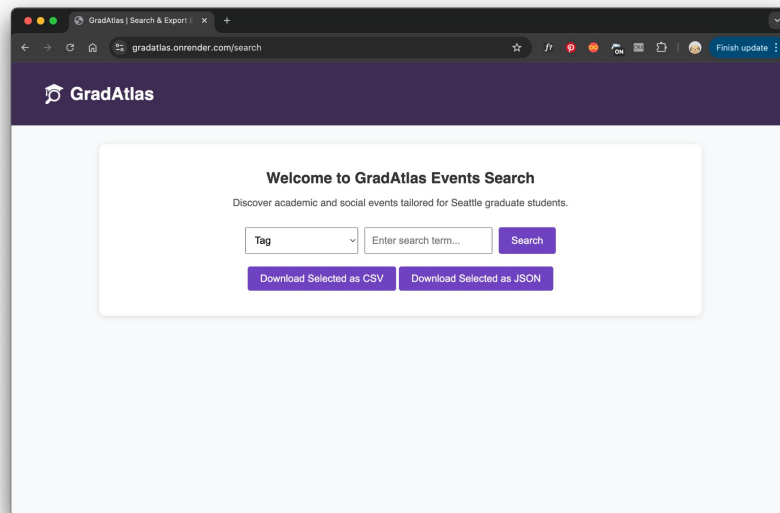 GradAtlas | Search & Export
gradatlas.onrender.com/search
ON
Finish update
GradAtlas
Welcome to GradAtlas Events Search
Discover academic and social events tailored for Seattle graduate students.
Tag
Enter search term...
Search
Download Selected as CSV
Download Selected as JSON